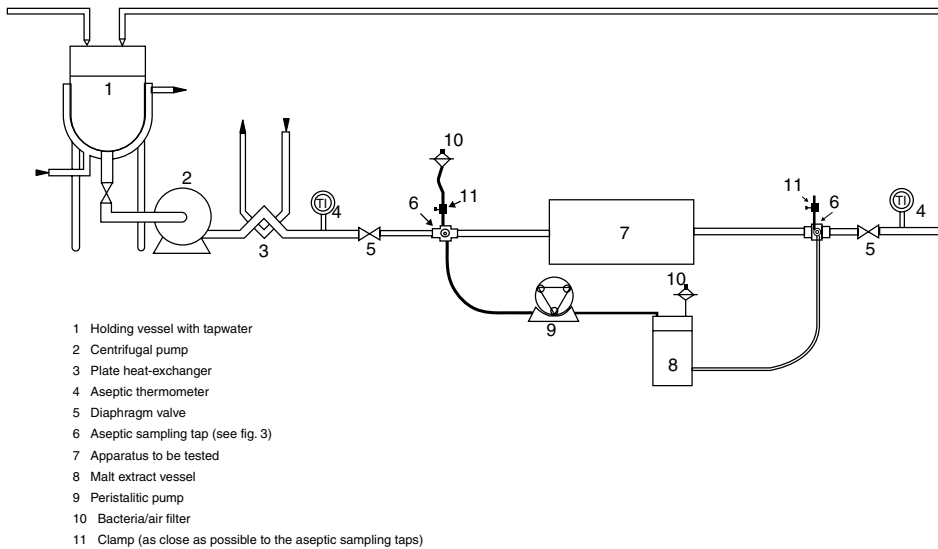 1
10
2
11
11
6
6
TI
4
TI
4
3
5
7
5
10
9
8
1 Holding vessel with tapwater
2 Centrifugal pump
3 Plate heat-exchanger
4 Aseptic thermometer
5 Diaphragm valve
6 Aseptic sampling tap (see fig. 3)
7 Apparatus to be tested
8 Malt extract vessel
9 Peristalitic pump
10 Bacteria/air filter
11 Clamp (as close as possible to the aseptic sampling taps)